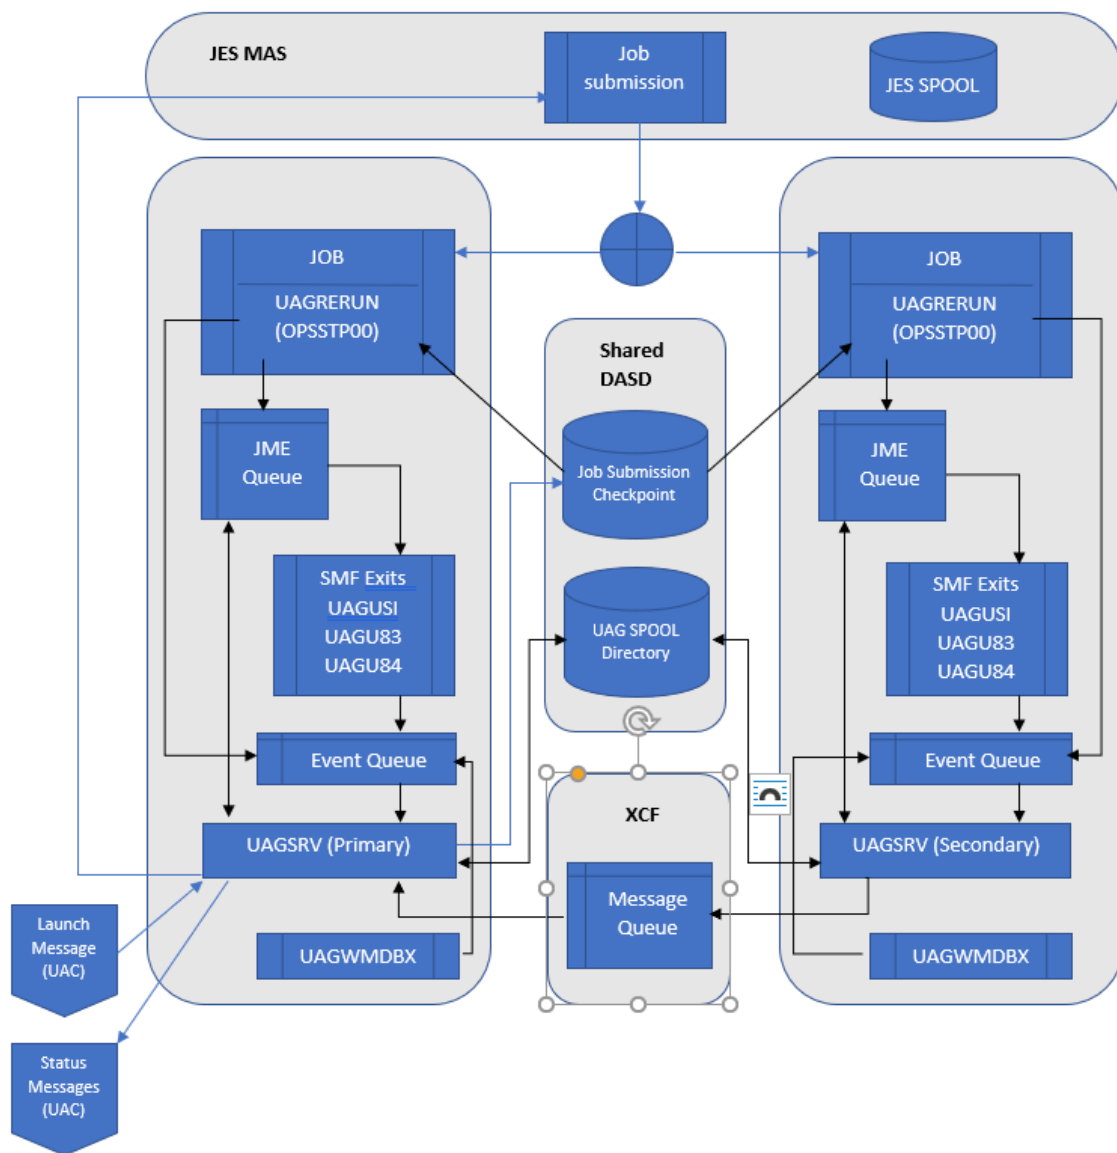 JES MAS
Job
submission
JES SPOOL
JOB
UAGRERUN
(OPSSTP00)
JME
Queue
SMF Exits
UAGUSI
UAGU83
UAGU84
Event Queue
UAGSRV (Primary)
UAGWMDBX
Launch
Message
(UAC)
Status
Messages
(UAC)
Shared
DASD
Job Submission
Checkpoint
UAG SPOOL
Directory
XCF
Message
Queue
JOB
UAGRERUN
(OPSSTP00)
JME
Queue
SMF Exits
UAGUSI
UAGU83
UAGU84
Event Queue
UAGSRV (Secondary)
UAGWMDBX